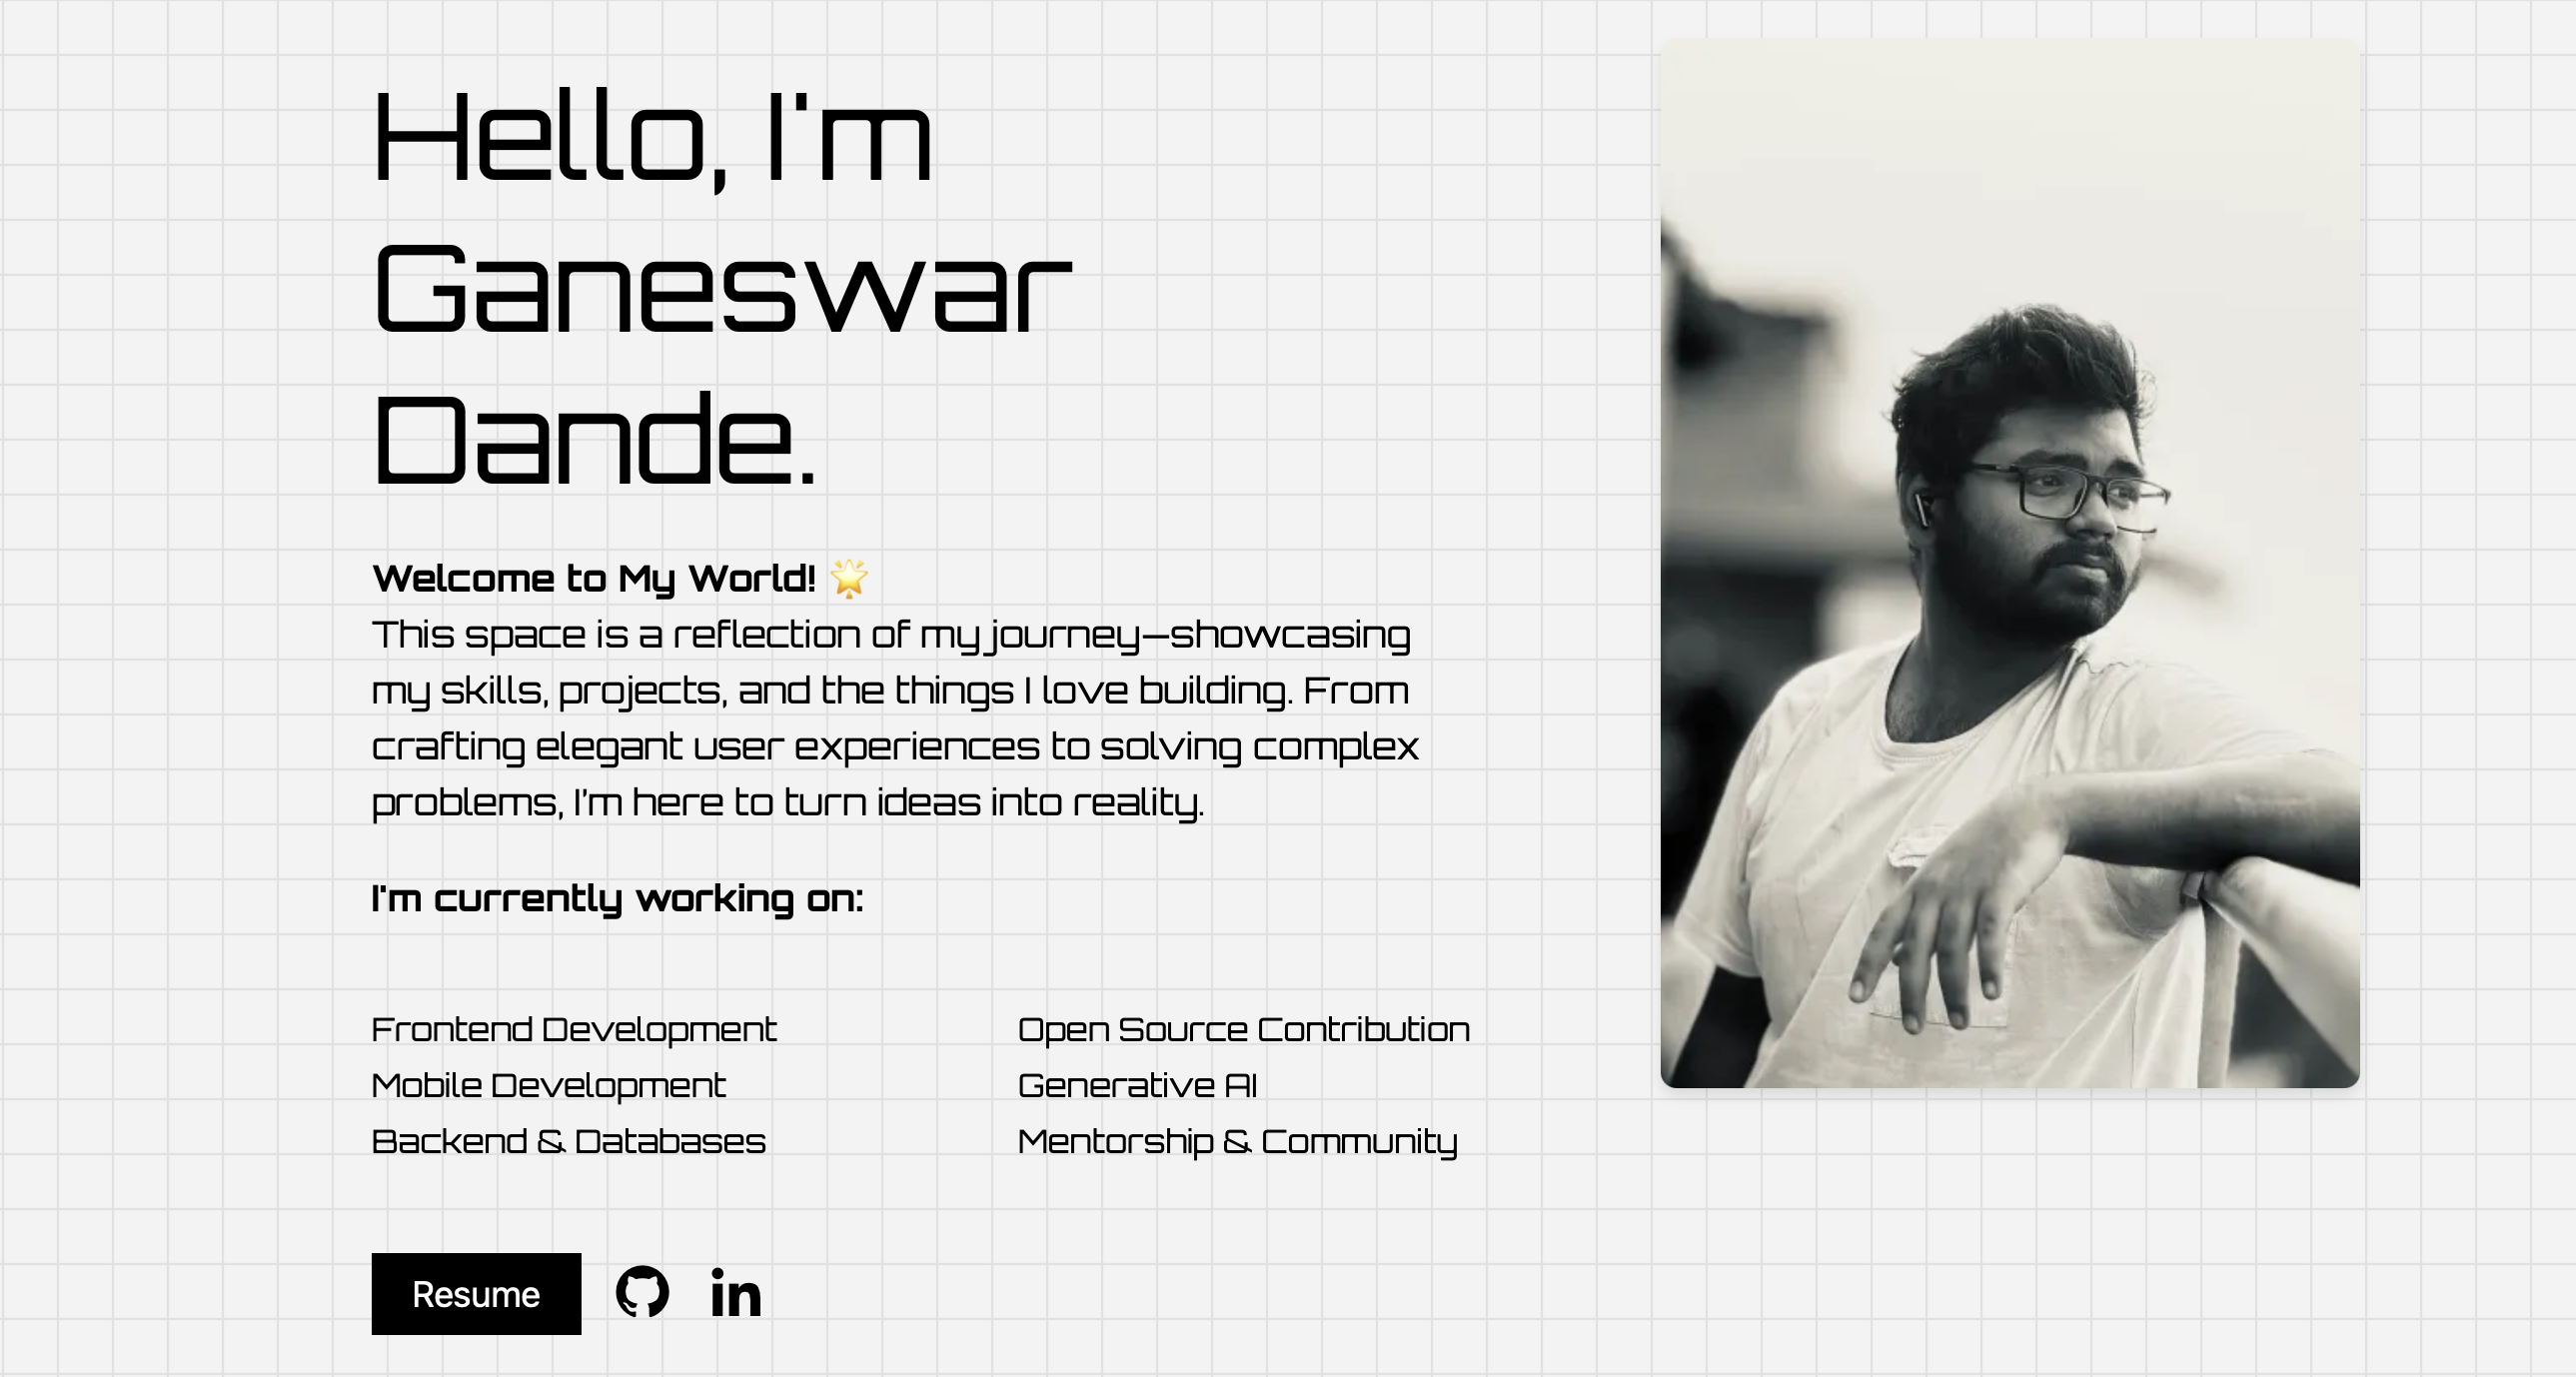 Hello, I'm
Ganeswar
Dande.
Welcome to My World! 🌟
This space is a reflection of my journey—showcasing
my skills, projects, and the things I love building. From
crafting elegant user experiences to solving complex
problems, I'm here to turn ideas into reality.
I'm currently working on:
Frontend Development
Mobile Development
Backend & Databases
Open Source Contribution
Generative AI
Mentorship & Community
Resume
in